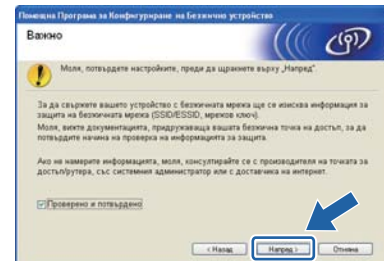 Помощна Програма за Конфигуриране на Безжично устройство
Важно
Моля, потвърдете настройките, преди да щракнете върху „Напред".
За да свържете вашето устройство с безжичната мрежа ще се изисква информация за
защита на безжичната мрежа (SSID/ESSID, мрежов ключ).
Моля, вижте документацията, придружаваща вашата безжична точка на достъп, за да
потвърдите начина на проверка на информацията за защита.
Ако не намерите информацията, моля, консултирайте се с производителя на точката за
достъп/рутера, със системния администратор или с доставчика на интернет.
Проверено и потвърдено
< Назад Напред > Отмяна